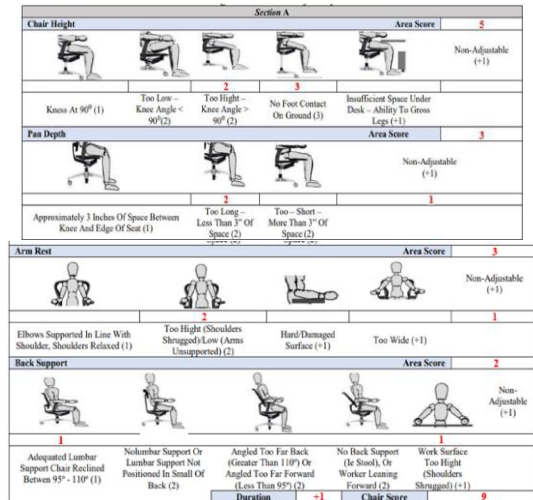 Section A
Chair Height Area Score 5
Non-Adjustable
(+1)
2 3
Kness At 90⁰ (1)
Too Low –
Knee Angle <
90⁰(2)
Too Hight –
Knee Angle >
90⁰ (2)
No Foot Contact
On Ground (3)
Insufficient Space Under
Desk – Ability To Gross
Legs (+1)
Pan Depth Area Score 3
Non-Adjustable
(+1)
2 1
Approximately 3 Inches Of Space Between
Knee And Edge Of Seat (1)
Too Long –
Less Than 3" Of
Space (2)
Too – Short –
More Than 3" Of
Space (2)
Arm Rest Area Score 3
Non-Adjustable
(+1)
2 1
Elbows Supported In Line With
Shoulder, Shoulders Relaxed (1)
Too Hight (Shoulders
Shrugged)/Low (Arms
Unsupported) (2)
Hard/Damaged
Surface (+1)
Too Wide (+1)
Back Support Area Score 2
Non-
Adjustable
(+1)
1 1
Adequated Lumbar
Support Chair Reclined
Betwen 95º - 110º (1)
Nolumbar Support Or
Lumbar Support Not
Positioned In Small Of
Back (2)
Angled Too Far Back
(Greater Than 110º) Or
Angled Too Far Forward
(Less Than 95º) (2)
No Back Support
(Ie Stool), Or
Worker Leaning
Forward (2)
Work Surface
Too Hight
(Shoulders
Shrugged) (+1)
Duration +1 Chair Score 9